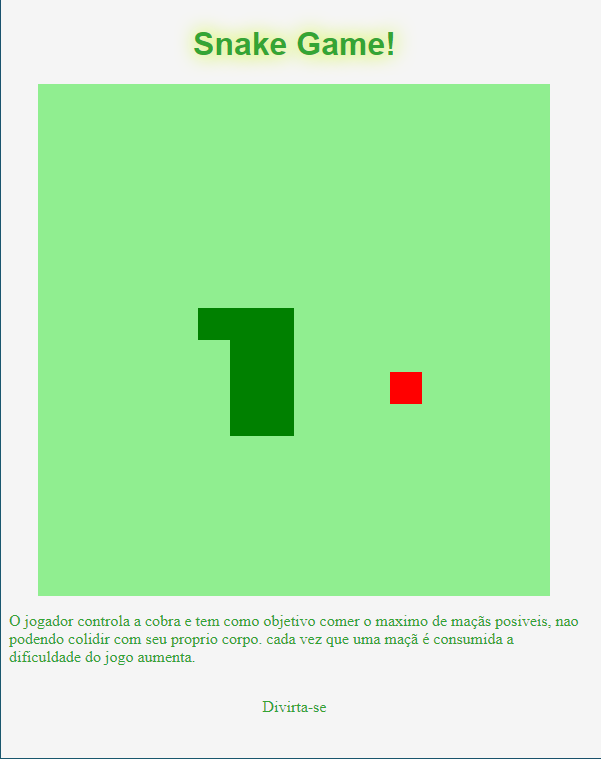 Snake Game!
O jogador controla a cobra e tem como objetivo comer o maximo de maçãs posiveis, nao
podendo colidir com seu proprio corpo. cada vez que uma maçã é consumida a
dificuldade do jogo aumenta.
Divirta-se